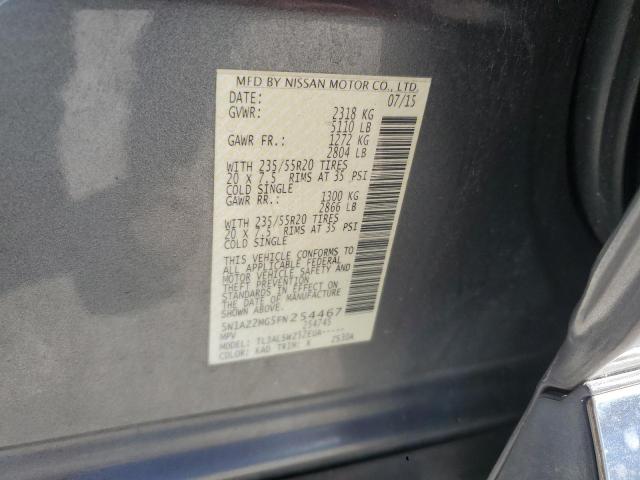 MFD BY NISSAN MOTOR CO., LTD.
DATE: 07/15
GVWR: 2318 KG
5110 LB
GAWR FR.: 1272 KG
2804 LB
WITH 235/55R20 TIRES
20 X 7.5 RIMS AT 35 PSI
COLD SINGLE
GAWR RR.: 1300 KG
2866 LB
WITH 235/55R20 TIRES
20 X 7.5 RIMS AT 35 PSI
COLD SINGLE
THIS VEHICLE CONFORMS TO
ALL APPLICABLE FEDERAL
MOTOR VEHICLE SAFETY AND
THEFT PREVENTION
STANDARDS IN EFFECT ON
THE DATE OF MANUFACTURE
SHOWN ABOVE.
5N1AZ2MG5FN254467
MPV 254745
MODEL:
COLOR: KAD TRIM: K 2530A